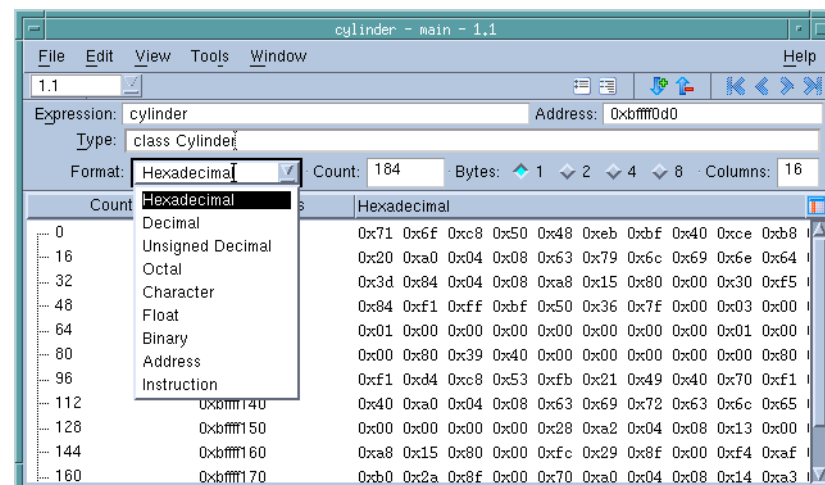 cylinder - main - 1.1
File Edit View Tools Window Help
1.1
Expression: cylinder Address: 0xbffff0d0
Type: class Cylinder
Format: Hexadecimal Count: 184 Bytes: 1 2 4 8 Columns: 16
Count Hexadecimal
Hexadecimal
Decimal
Unsigned Decimal
Octal
Character
Float
Binary
Address
Instruction
0 0x71 0x6f 0xc8 0x50 0x48 0xeb 0xbf 0x40 0xce 0xb8
16 0x20 0xa0 0x04 0x08 0x63 0x79 0x6c 0x69 0x6e 0x64
32 0x3d 0x84 0x04 0x08 0xa8 0x15 0x80 0x00 0x30 0xf5
48 0x84 0xf1 0xff 0xbf 0x50 0x36 0x7f 0x00 0x03 0x00
64 0x01 0x00 0x00 0x00 0x00 0x00 0x00 0x00 0x01 0x00
80 0x00 0x80 0x39 0x40 0x00 0x00 0x00 0x00 0x00 0x80
96 0xf1 0xd4 0xc8 0x53 0xfb 0x21 0x49 0x40 0x70 0xf1
112 0xbffff140 0x40 0xa0 0x04 0x08 0x63 0x69 0x72 0x63 0x6c 0x65
128 0xbffff150 0x00 0x00 0x00 0x00 0x28 0xa2 0x04 0x08 0x13 0x00
144 0xbffff160 0xa8 0x15 0x80 0x00 0xfc 0x29 0x8f 0x00 0xf4 0xaf
160 0xbffff170 0xb0 0x2a 0x8f 0x00 0x70 0xa0 0x04 0x08 0x14 0xa3